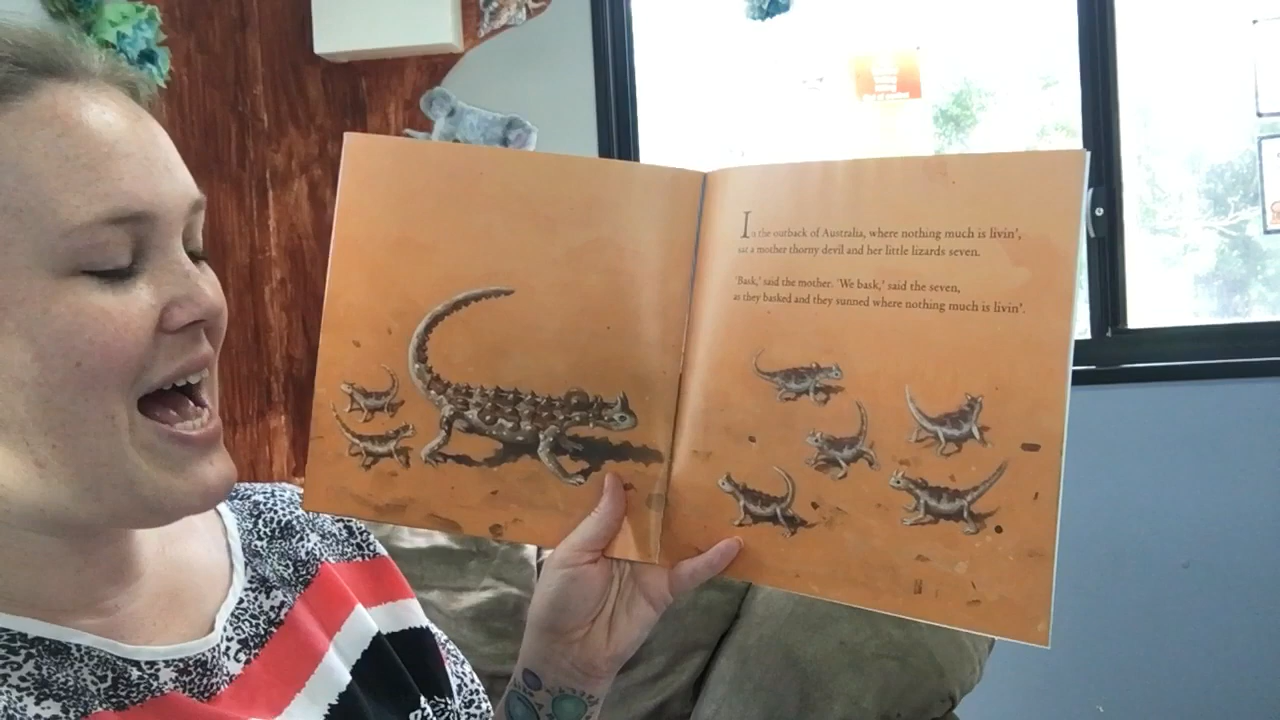 In the outback of Australia, where nothing much is livin',
sat a mother thorny devil and her little lizards seven.
'Bask,' said the mother. 'We bask,' said the seven,
as they basked and they sunned where nothing much is livin'.